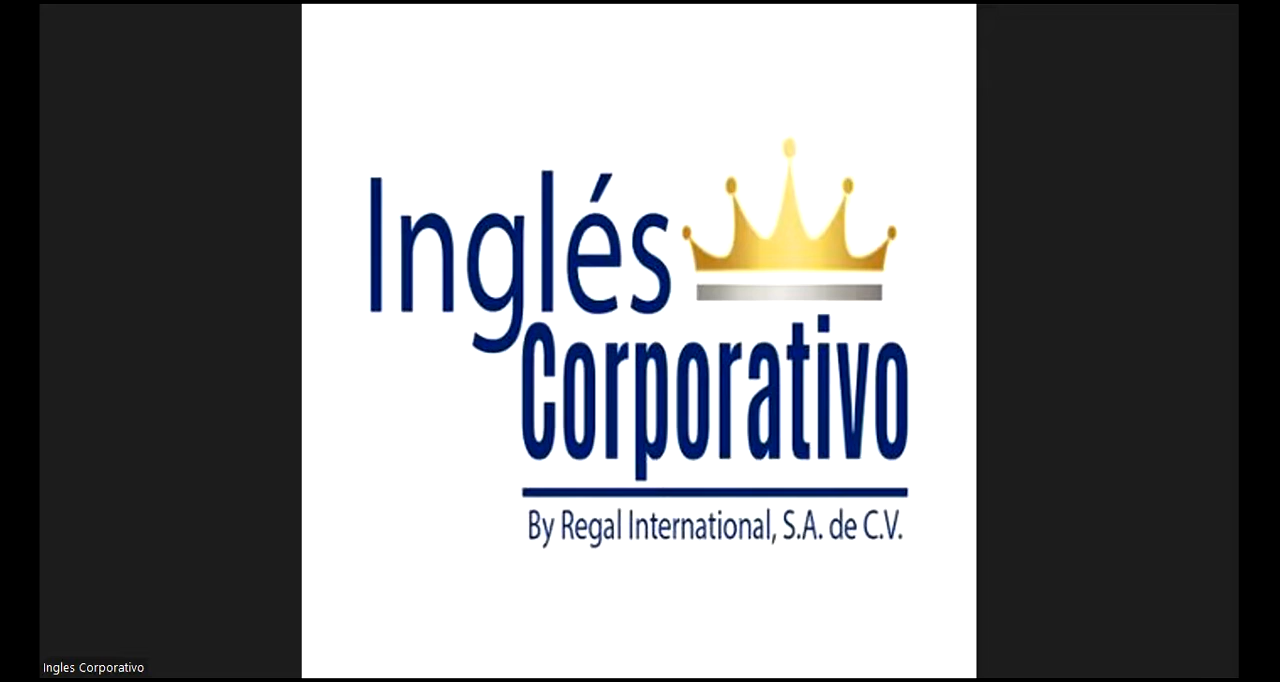 Inglés
Corporativo
By Regal International, S.A. de C.V.
Ingles Corporativo